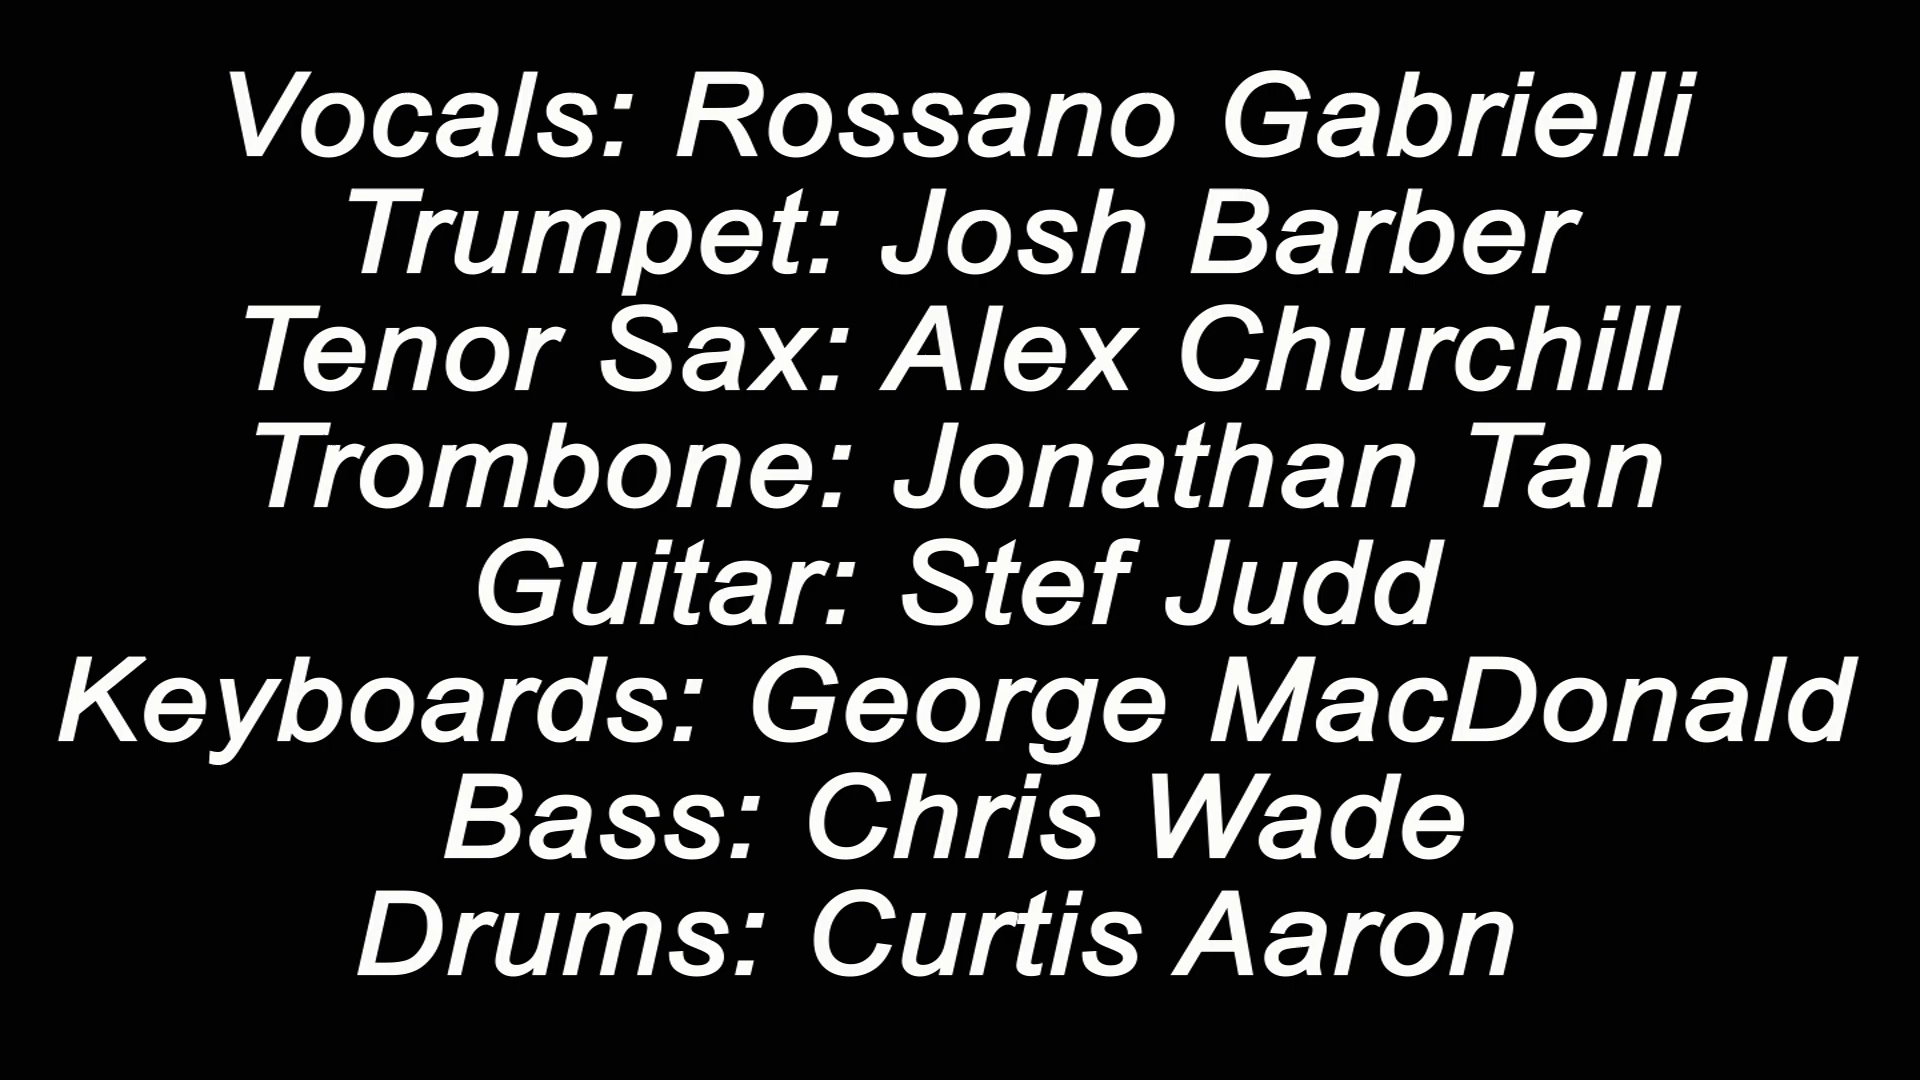 Vocals: Rossano Gabrielli
Trumpet: Josh Barber
Tenor Sax: Alex Churchill
Trombone: Jonathan Tan
Guitar: Stef Judd
Keyboards: George MacDonald
Bass: Chris Wade
Drums: Curtis Aaron